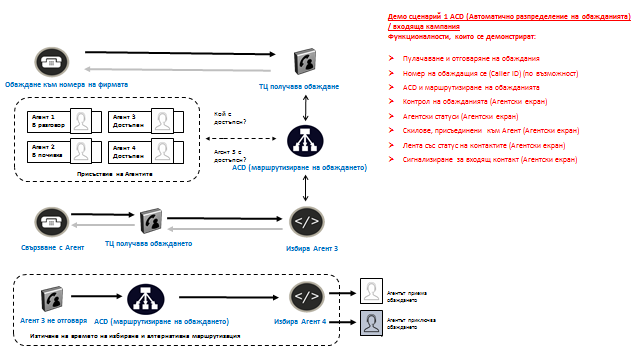 Демо сценарий 1 ACD (Автоматично разпределение на обажданията)
/ входяща кампания
Функционалности, които се демонстрират:
Пулачаване и отговаряне на обаждания
Номер на обаждащия се (Caller ID) (по възможност)
ACD и маршрутизиране на обажданията
Контрол на обажданията (Агентски екран)
Агентски статуси (Агентски екран)
Скилове, присъединени към Агент (Агентски екран)
Лента със статус на контактите (Агентски екран)
Сигнализиране за входящ контакт (Агентски екран)
Обаждане към номера на фирмата
ТЦ получава обаждане
Агент 1
В разговор
Агент 3
Достъпен
Агент 2
В почивка
Агент 4
Достъпен
Присъствие на Агентите
Кой е
достъпен?
Агент 3 е
достъпен?
ACD (маршрутизиране на обаждането)
Свързване с Агент
ТЦ получава обаждането
Избира Агент 3
Агент 3 не отговаря
ACD (маршрутизиране на обаждането)
Избира Агент 4
Изтичане на времето на избиране и алтернативна маршрутизация
Агентът приема
обаждането
Агентът приключва
обаждането